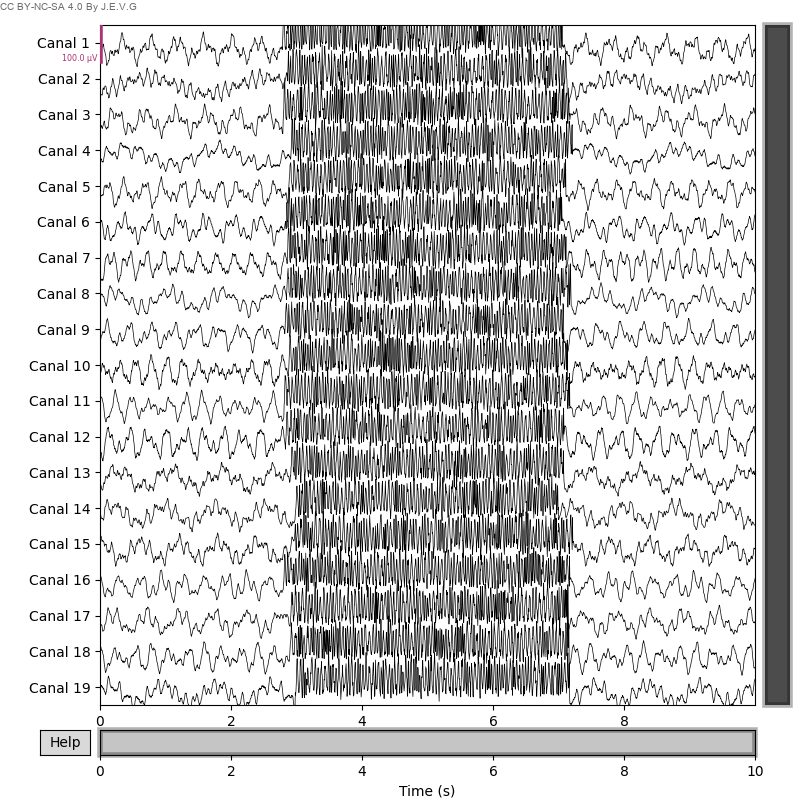 CC BY-NC-SA 4.0 By J.E.V.G
Canal 1
100.0 µV
Canal 2
Canal 3
Canal 4
Canal 5
Canal 6
Canal 7
Canal 8
Canal 9
Canal 10
Canal 11
Canal 12
Canal 13
Canal 14
Canal 15
Canal 16
Canal 17
Canal 18
Canal 19
0 2 4 6 8
Help
0 2 4 6 8 10
Time (s)